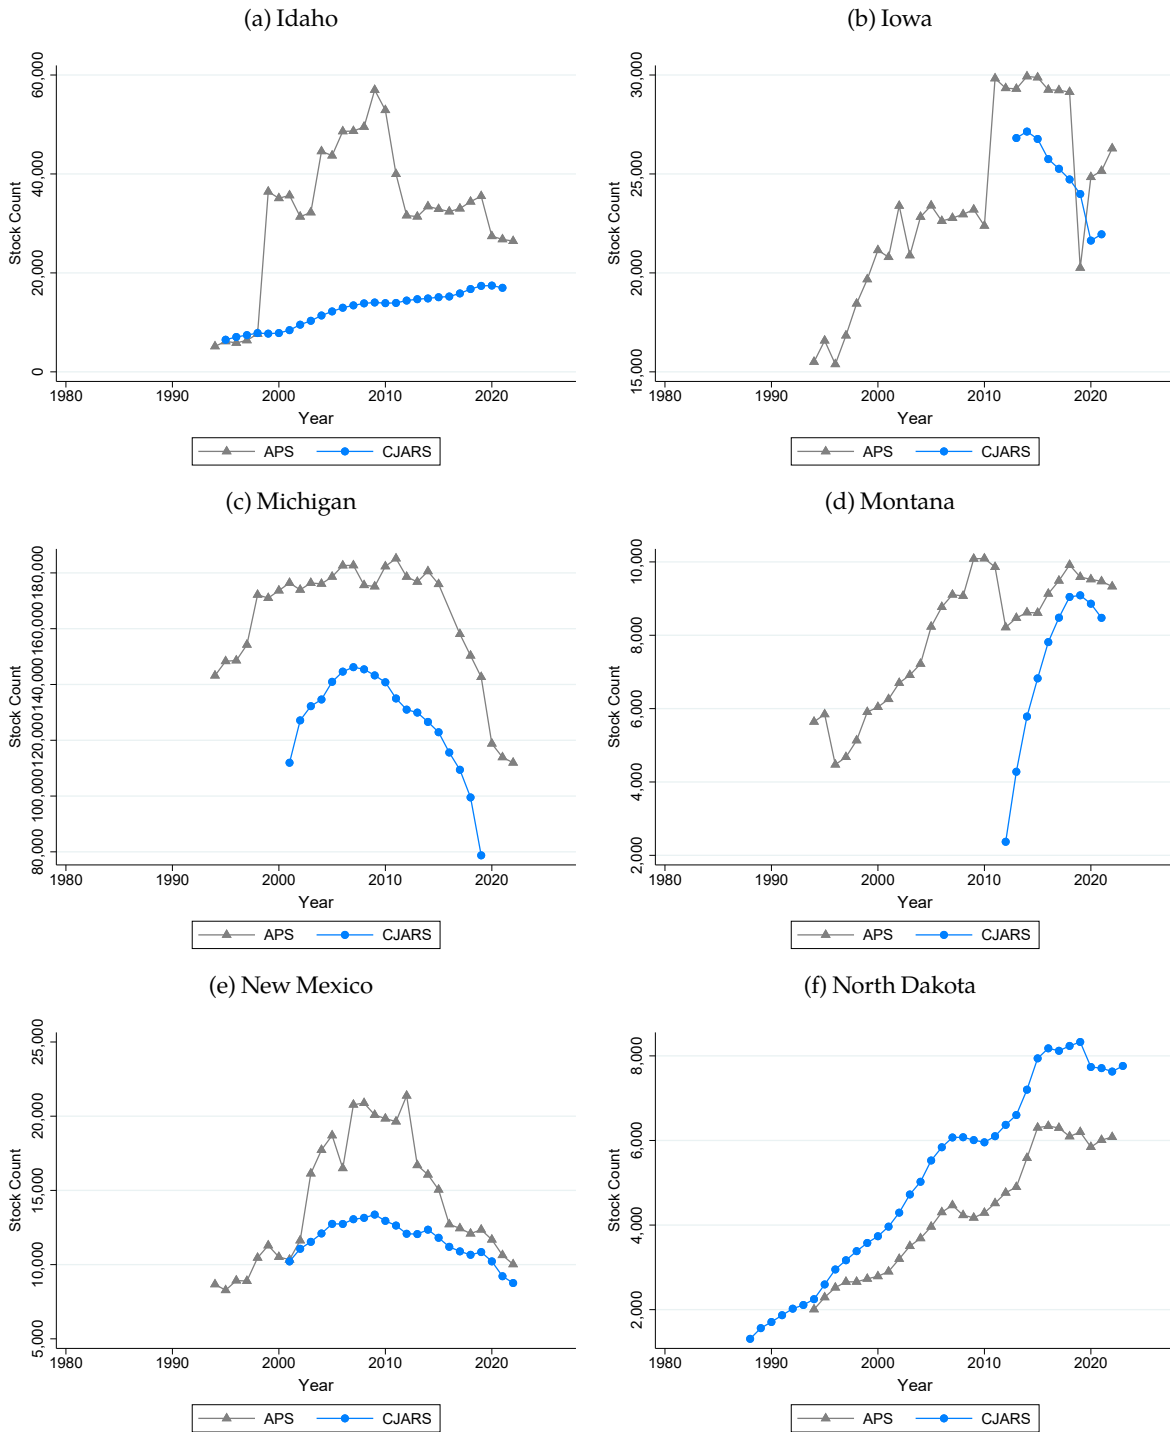 (a) Idaho
(b) Iowa
Stock Count
0
20,000
40,000
60,000
1980 1990 2000 2010 2020
Year
APS CJARS
Stock Count
15,000
20,000
25,000
30,000
1980 1990 2000 2010 2020
Year
APS CJARS
(c) Michigan
(d) Montana
Stock Count
80,000 100,000 120,000 140,000 160,000 180,000
1980 1990 2000 2010 2020
Year
APS CJARS
Stock Count
2,000
4,000
6,000
8,000
10,000
1980 1990 2000 2010 2020
Year
APS CJARS
(e) New Mexico
(f) North Dakota
Stock Count
5,000
10,000
15,000
20,000
25,000
1980 1990 2000 2010 2020
Year
APS CJARS
Stock Count
2,000
4,000
6,000
8,000
1980 1990 2000 2010 2020
Year
APS CJARS